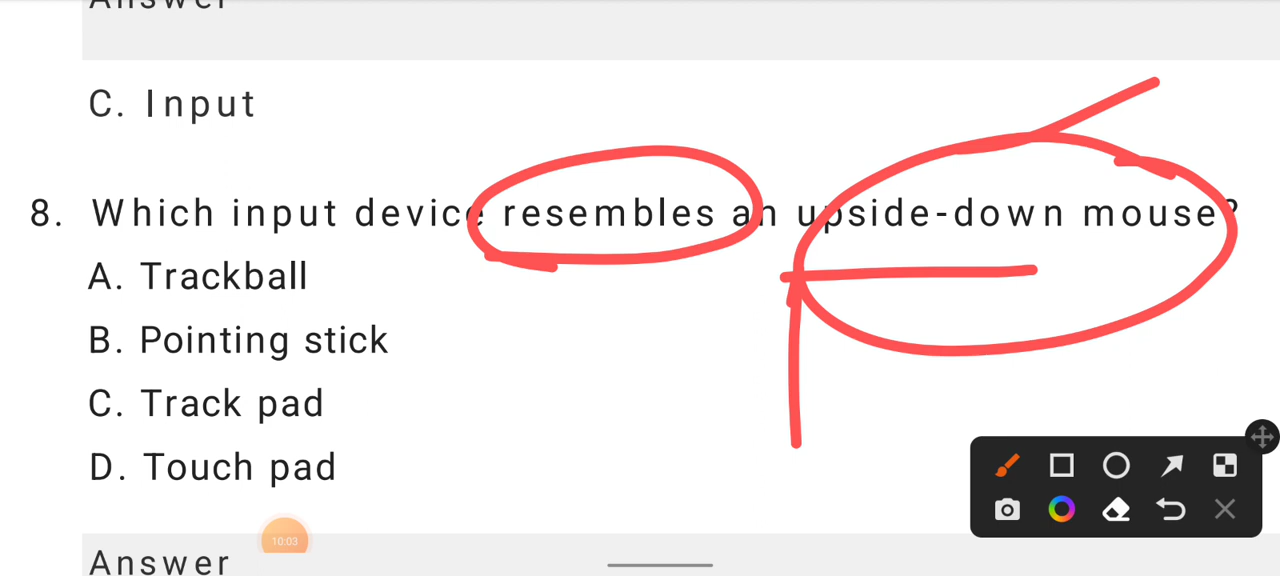 Answer
C. Input
8. Which input device resembles an upside-down mouse?
A. Trackball
B. Pointing stick
C. Track pad
D. Touch pad
10:03
Answer